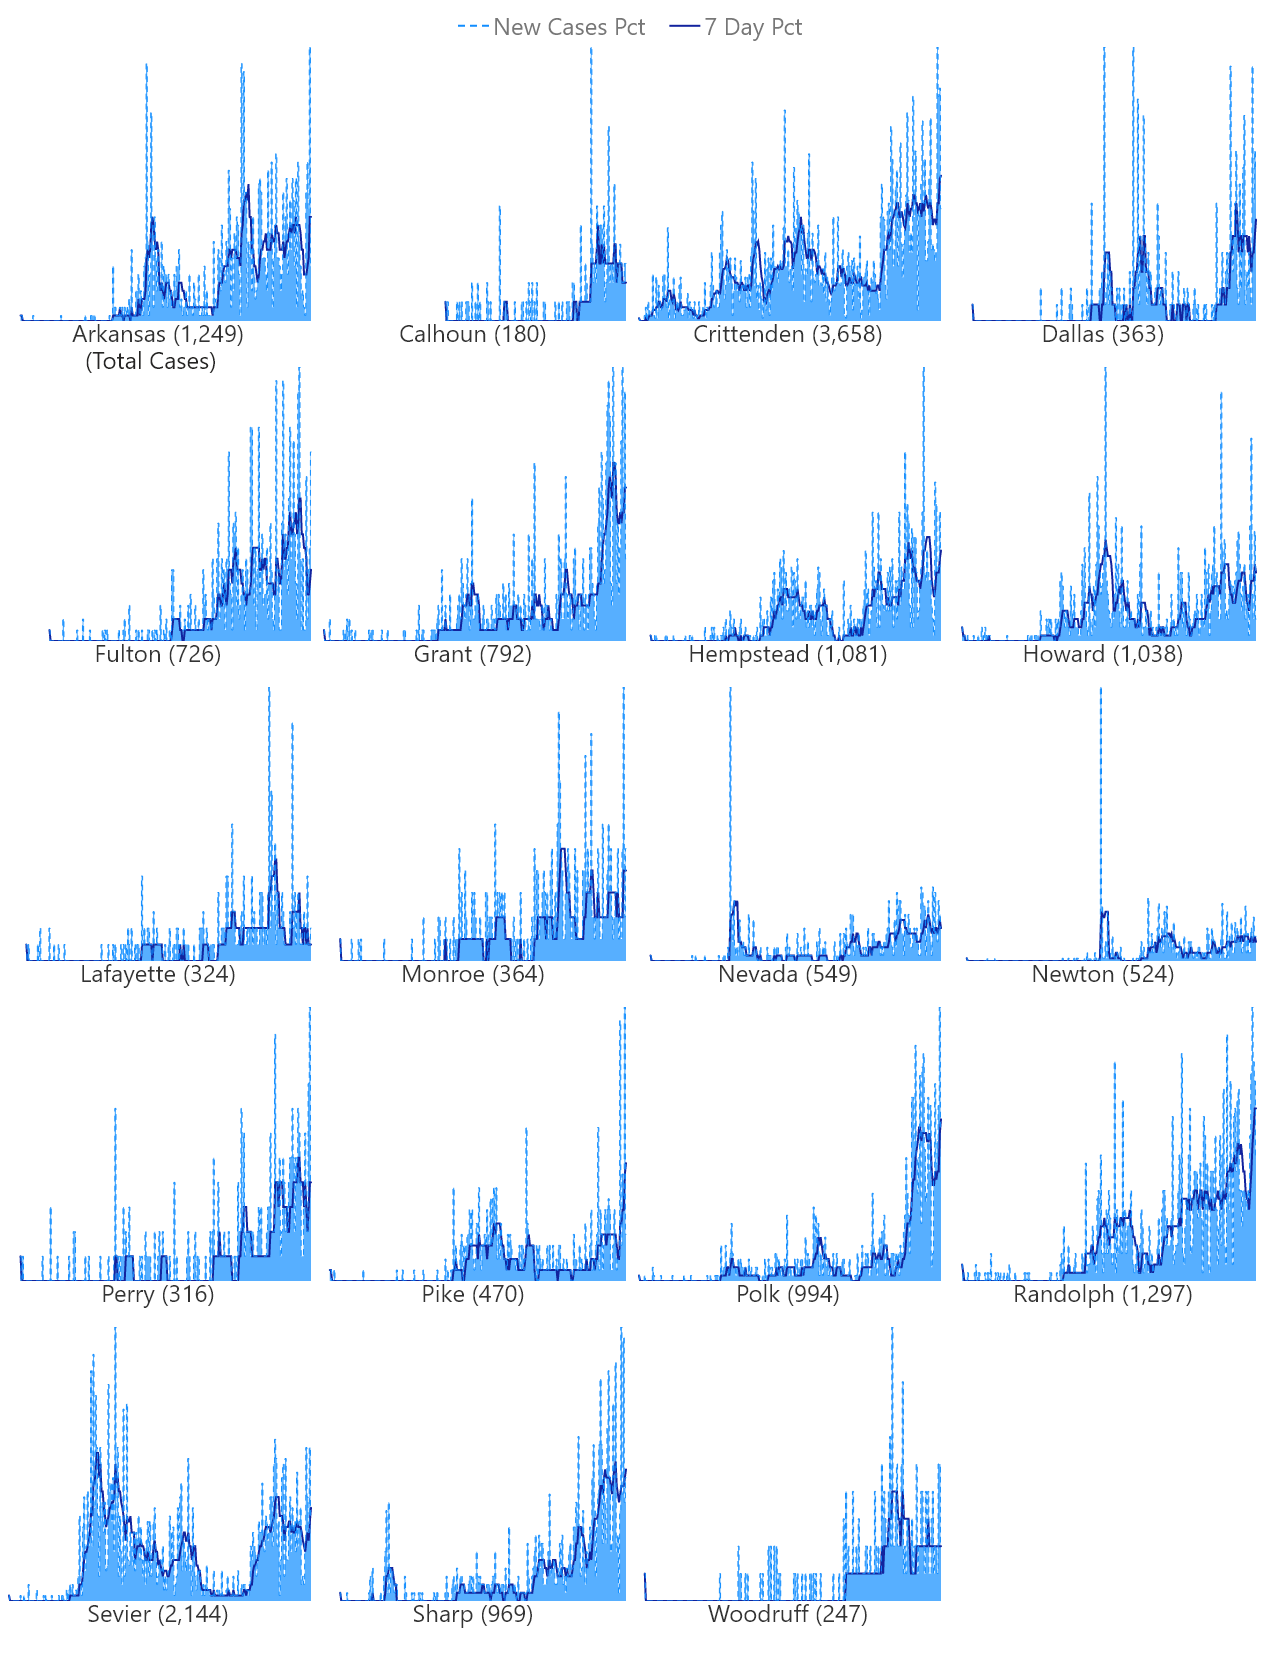 New Cases Pct 7 Day Pct
Arkansas (1,249) Calhoun (180) Crittenden (3,658) Dallas (363)
(Total Cases)
Fulton (726) Grant (792) Hempstead (1,081) Howard (1,038)
Lafayette (324) Monroe (364) Nevada (549) Newton (524)
Perry (316) Pike (470) Polk (994) Randolph (1,297)
Sevier (2,144) Sharp (969) Woodruff (247)